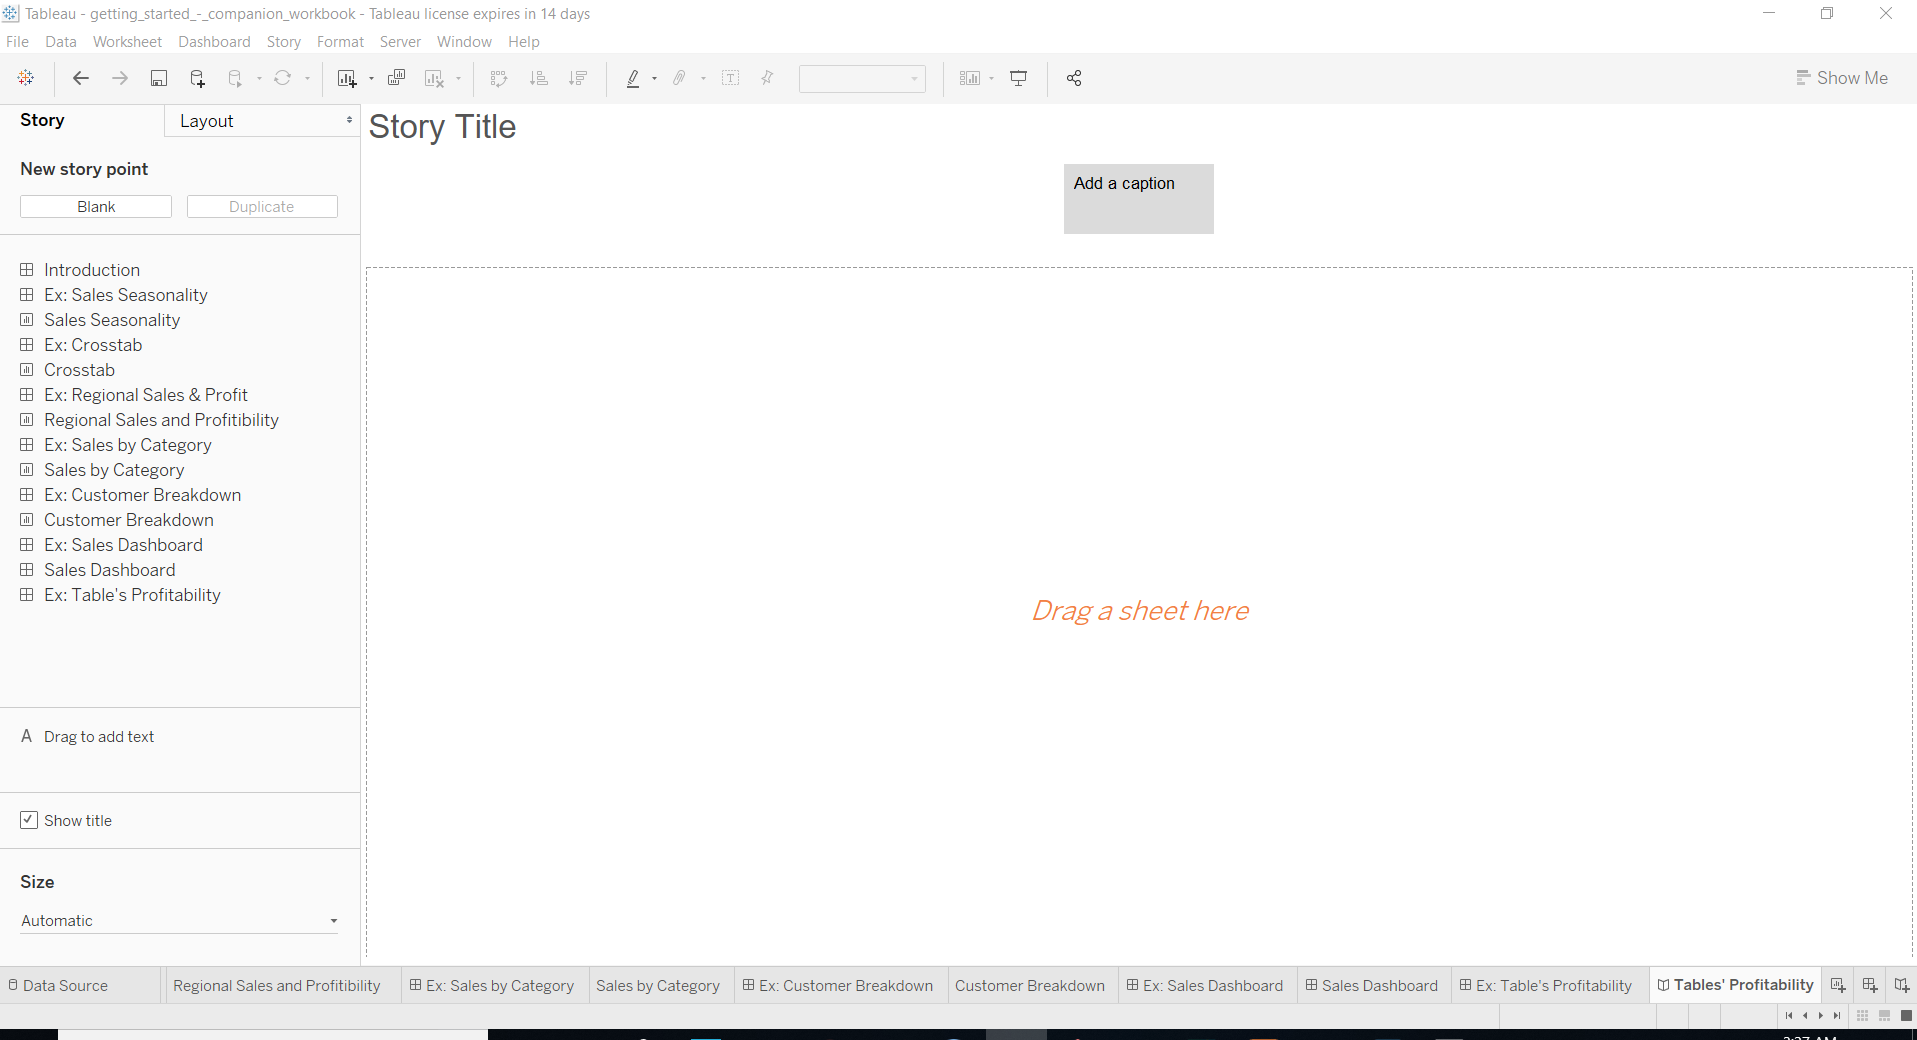 Tableau - getting_started_-_companion_workbook - Tableau license expires in 14 days
File Data Worksheet Dashboard Story Format Server Window Help
Show Me
Story
Layout
Story Title
New story point
Add a caption
Blank
Duplicate
Introduction
Ex: Sales Seasonality
Sales Seasonality
Ex: Crosstab
Crosstab
Ex: Regional Sales & Profit
Regional Sales and Profitibility
Ex: Sales by Category
Sales by Category
Ex: Customer Breakdown
Customer Breakdown
Ex: Sales Dashboard
Sales Dashboard
Ex: Table's Profitability
Drag a sheet here
A Drag to add text
Show title
Size
Automatic
Data Source
Regional Sales and Profitibility
Ex: Sales by Category
Sales by Category
Ex: Customer Breakdown
Customer Breakdown
Ex: Sales Dashboard
Sales Dashboard
Ex: Table's Profitability
Tables' Profitability